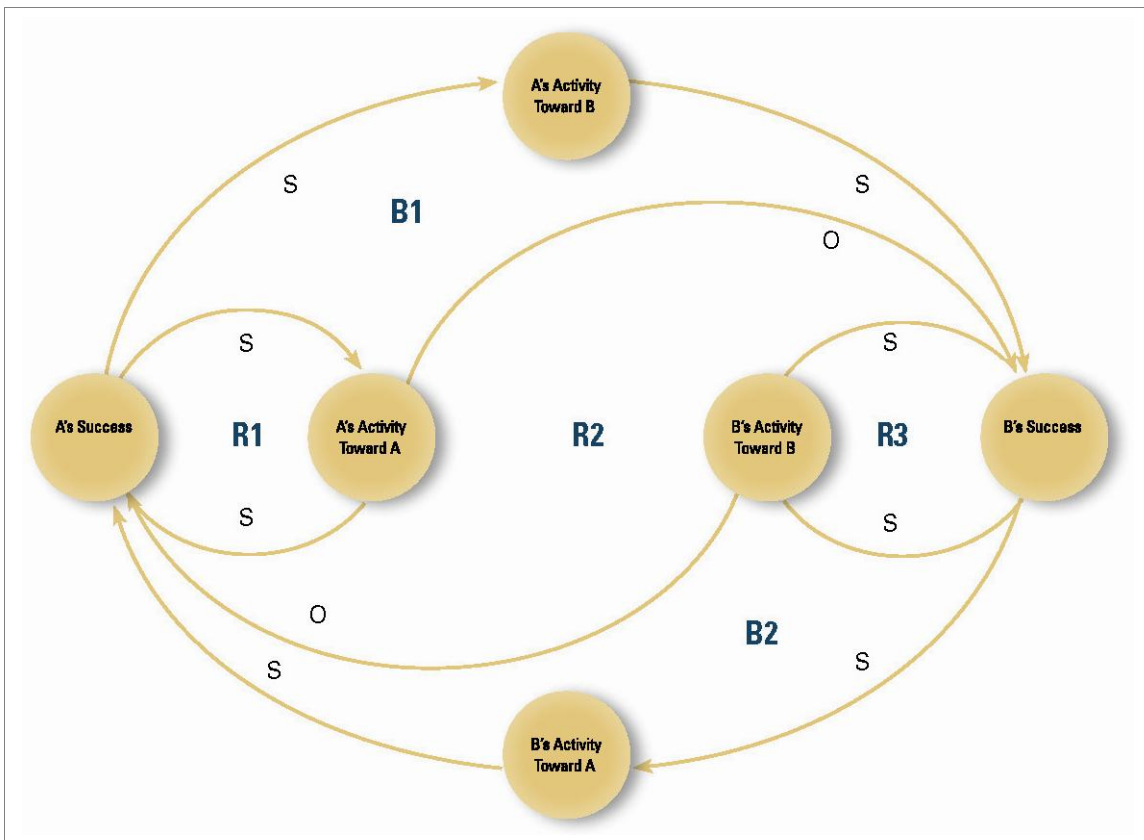 A's Activity
Toward B
S
S
B1
O
S
S
A's Success
R1
A's Activity
Toward A
R2
B's Activity
Toward B
R3
B's Success
S
S
O
B2
S
S
B's Activity
Toward A